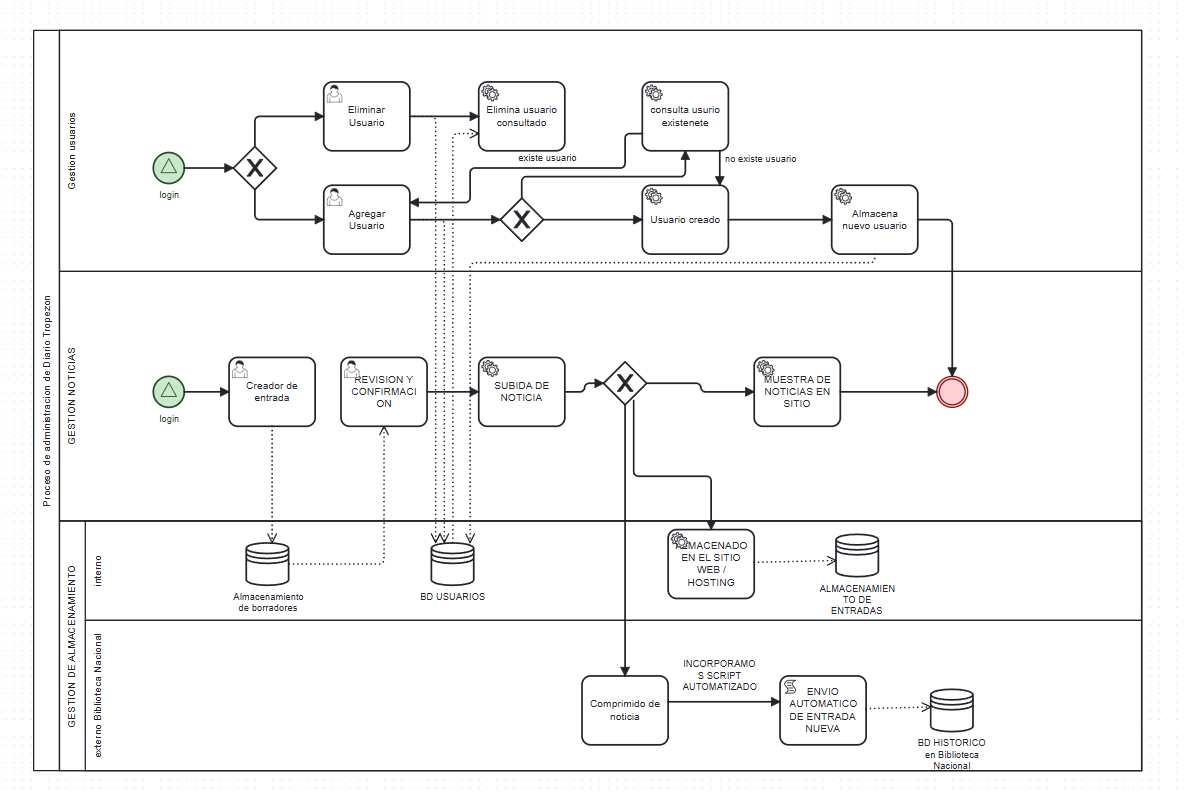 Proceso de administracion de Diario Tropezon
Gestion usuarios
login
Eliminar
Usuario
Elimina usuario
consultado
consulta usurio
existenete
existe usuario
no existe usuario
Agregar
Usuario
Usuario creado
Almacena
nuevo usuario
GESTION NOTICIAS
login
Creador de
entrada
REVISION Y
CONFIRMACI
ON
SUBIDA DE
NOTICIA
MUESTRA DE
NOTICIAS EN
SITIO
GESTION DE ALMACENAMIENTO
interno
Almacenamiento
de borradores
BD USUARIOS
ALMACENADO
EN EL SITIO
WEB /
HOSTING
ALMACENAMIEN
TO DE
ENTRADAS
externo Biblioteca Nacional
Comprimido de
noticia
INCORPORAMO
S SCRIPT
AUTOMATIZADO
ENVIO
AUTOMATICO
DE ENTRADA
NUEVA
BD HISTORICO
en Biblioteca
Nacional